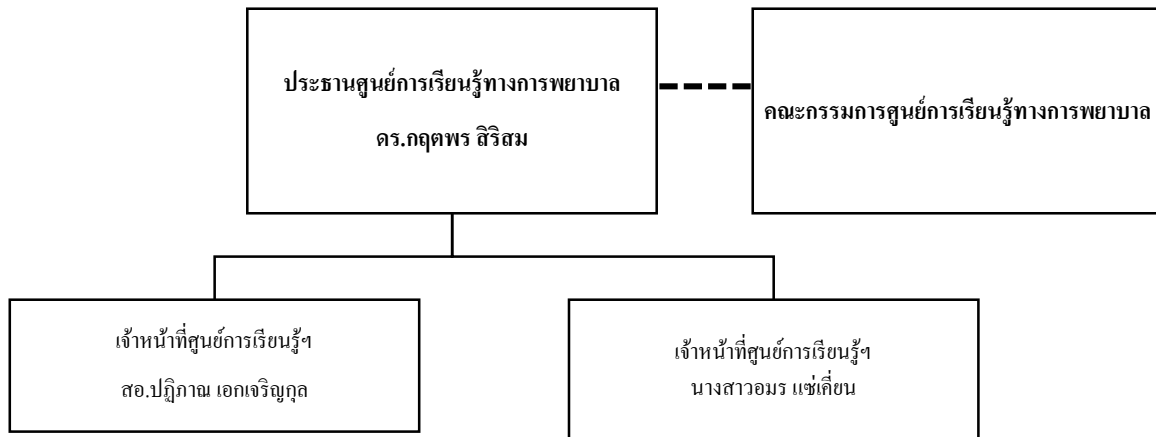 ประธานศูนย์การเรียนรู้ทางการพยาบาล
ดร.กฤตพร สิริสม
คณะกรรมการศูนย์การเรียนรู้ทางการพยาบาล
เจ้าหน้าที่ศูนย์การเรียนรู้ฯ
สอ.ปฏิภาณ เอกเจริญกุล
เจ้าหน้าที่ศูนย์การเรียนรู้ฯ
นางสาวอมร แซ่เคี่ยน